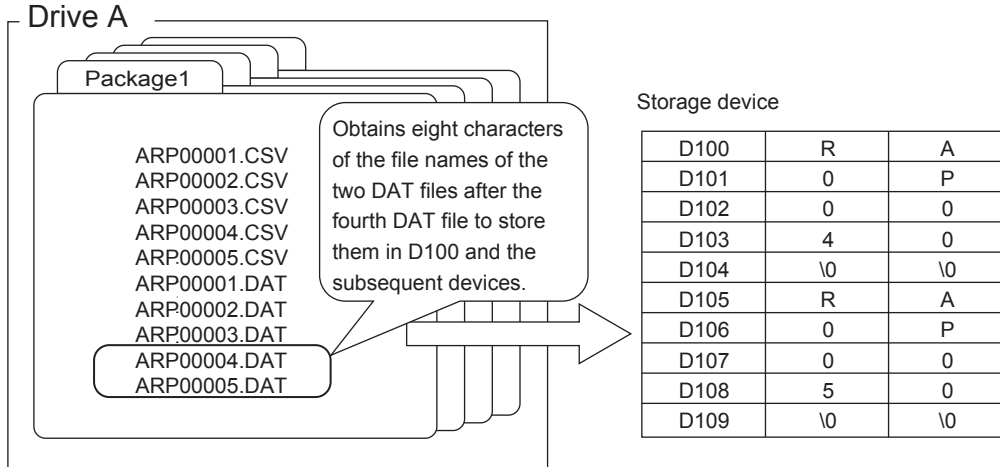 Drive A
Package1
ARP00001.CSV
ARP00002.CSV
ARP00003.CSV
ARP00004.CSV
ARP00005.CSV
ARP00001.DAT
ARP00002.DAT
ARP00003.DAT
ARP00004.DAT
ARP00005.DAT
Obtains eight characters
of the file names of the
two DAT files after the
fourth DAT file to store
them in D100 and the
subsequent devices.
Storage device
D100 R A
D101 0 P
D102 0 0
D103 4 0
D104 \0 \0
D105 R A
D106 0 P
D107 0 0
D108 5 0
D109 \0 \0